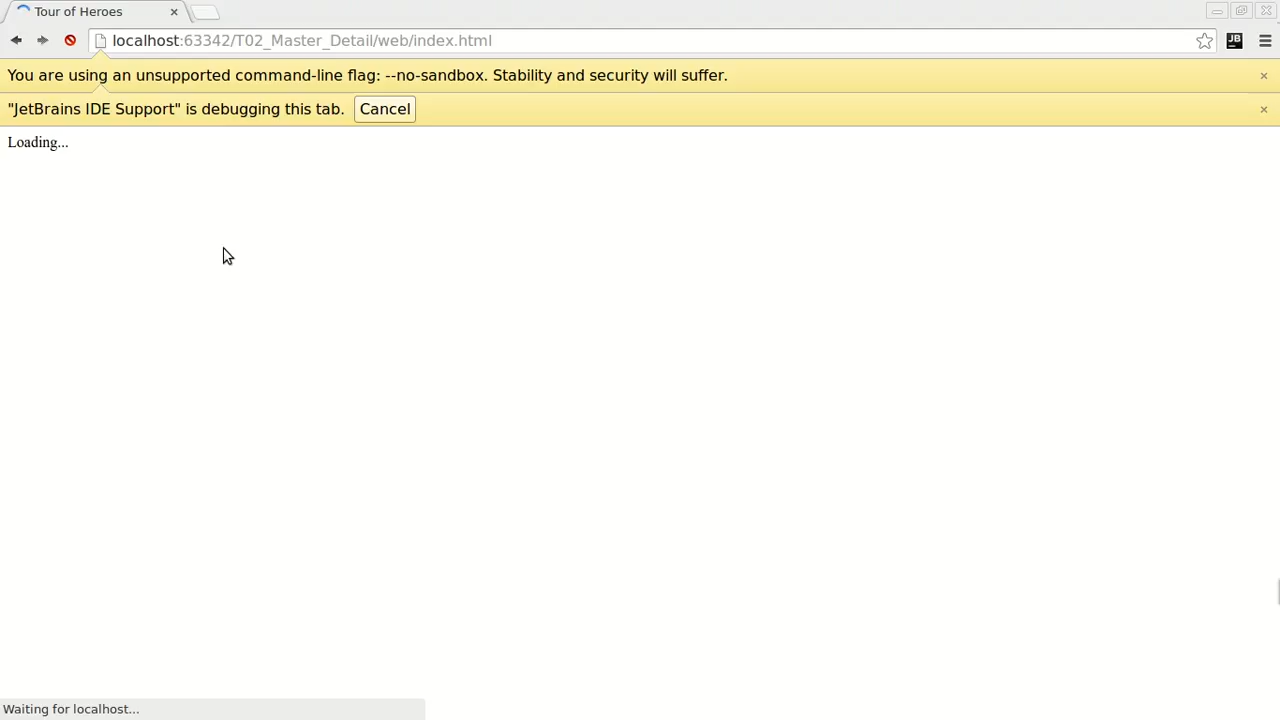 Tour of Heroes
localhost:63342/T02_Master_Detail/web/index.html
JB
You are using an unsupported command-line flag: --no-sandbox. Stability and security will suffer.
"JetBrains IDE Support" is debugging this tab. Cancel
Loading...
Waiting for localhost...